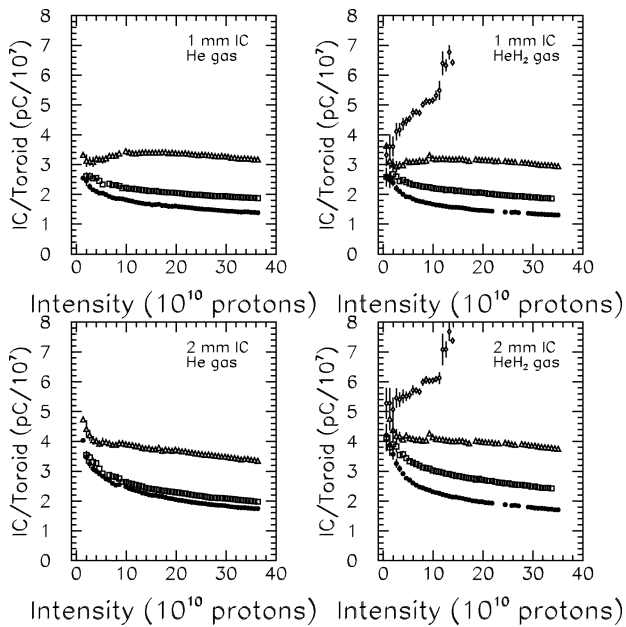 8
7
6
5
4
3
2
1
0
IC/Toroid (pC/10⁷)
1 mm IC
He gas
0 10 20 30 40
Intensity (10¹⁰ protons)
8
7
6
5
4
3
2
1
0
IC/Toroid (pC/10⁷)
1 mm IC
HeH₂ gas
0 10 20 30 40
Intensity (10¹⁰ protons)
8
7
6
5
4
3
2
1
0
IC/Toroid (pC/10⁷)
2 mm IC
He gas
0 10 20 30 40
Intensity (10¹⁰ protons)
8
7
6
5
4
3
2
1
0
IC/Toroid (pC/10⁷)
2 mm IC
HeH₂ gas
0 10 20 30 40
Intensity (10¹⁰ protons)